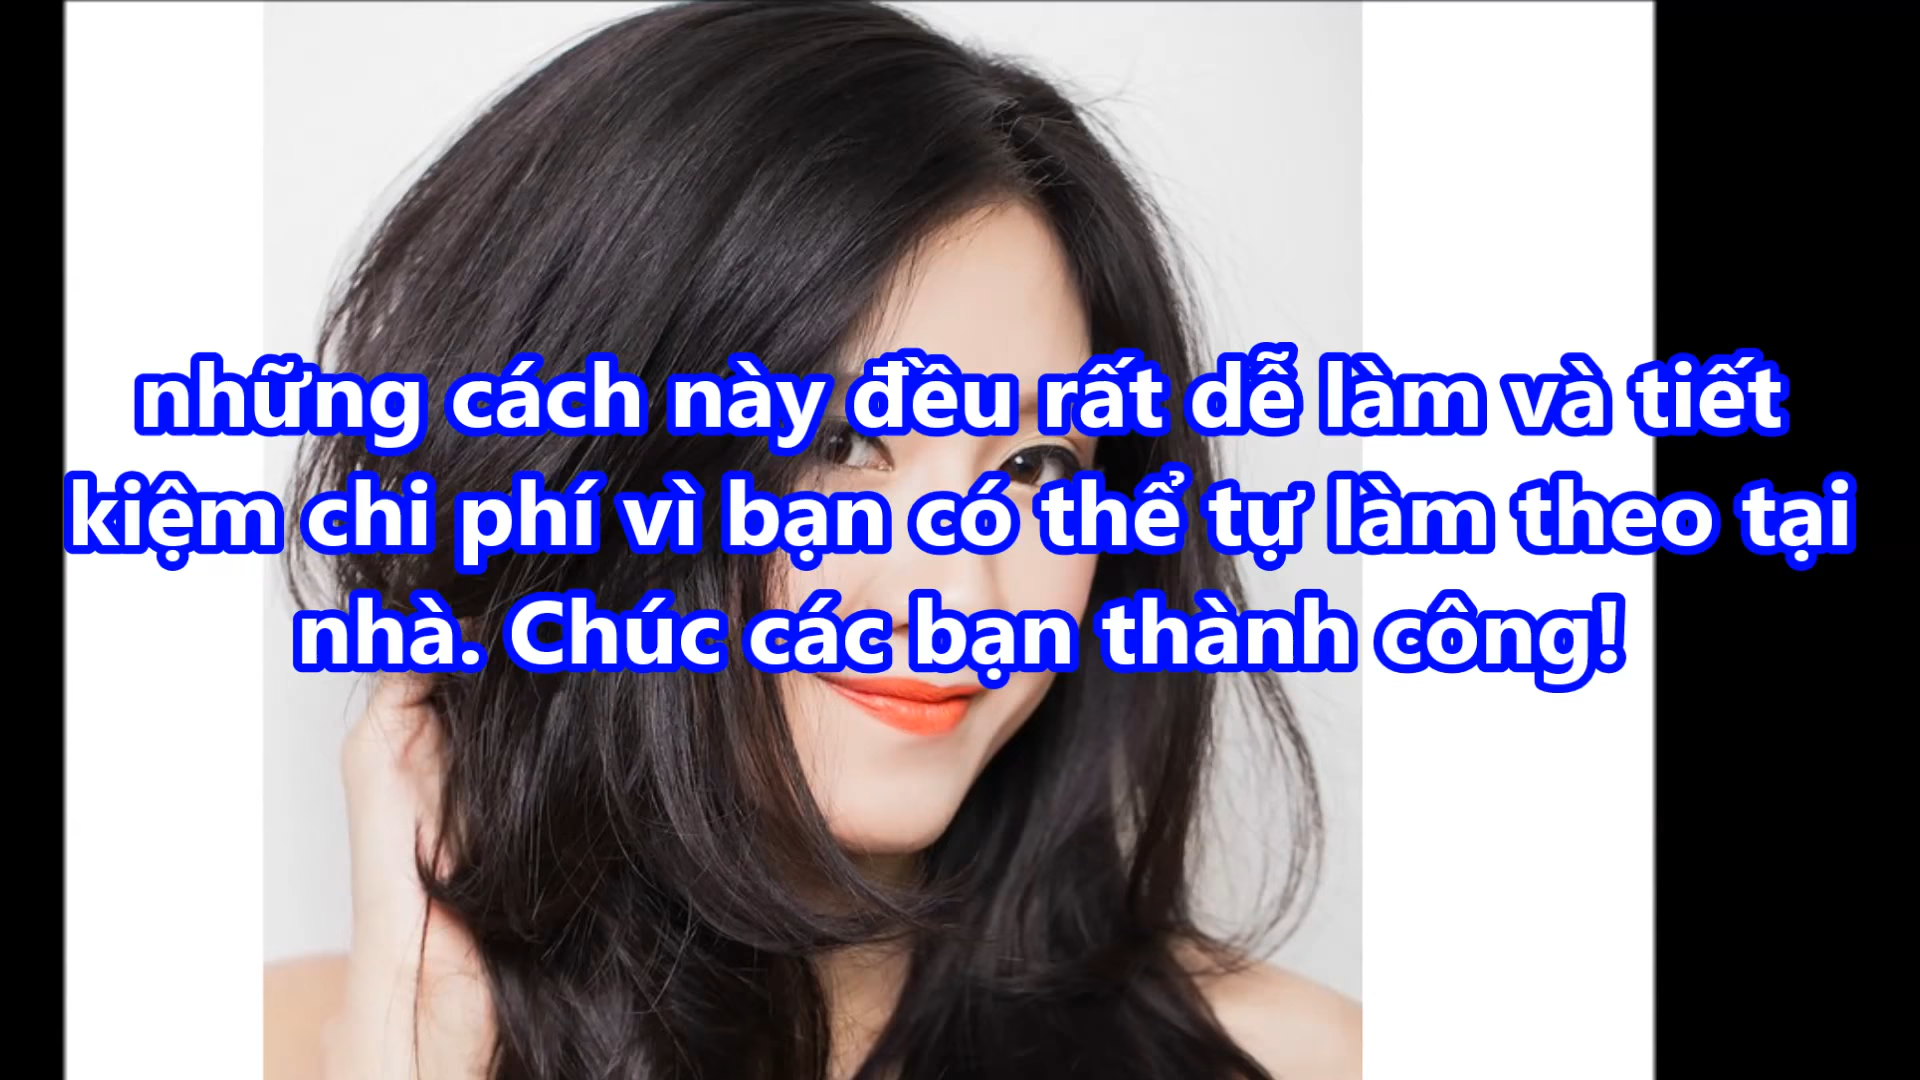 những cách này đều rất dễ làm và tiết
kiệm chi phí vì bạn có thể tự làm theo tại
nhà. Chúc các bạn thành công!